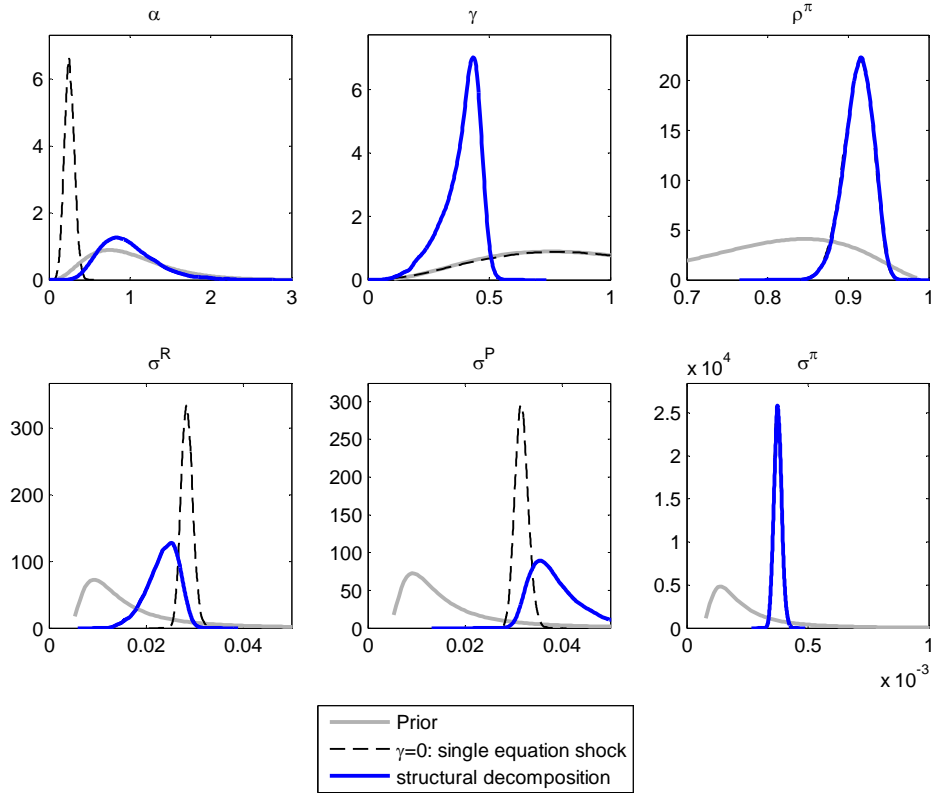 α γ ρ^π
6 4 2 0
0 1 2 3
6 4 2 0
0 0.5 1
20 15 10 5 0
0.7 0.8 0.9 1
σ^R σ^P σ^π
300 200 100 0
0 0.02 0.04
300 250 200 150 100 50 0
0 0.02 0.04
x 10^4
2.5 2 1.5 1 0.5 0
0 0.5 1
x 10^-3
Prior
γ=0: single equation shock
structural decomposition